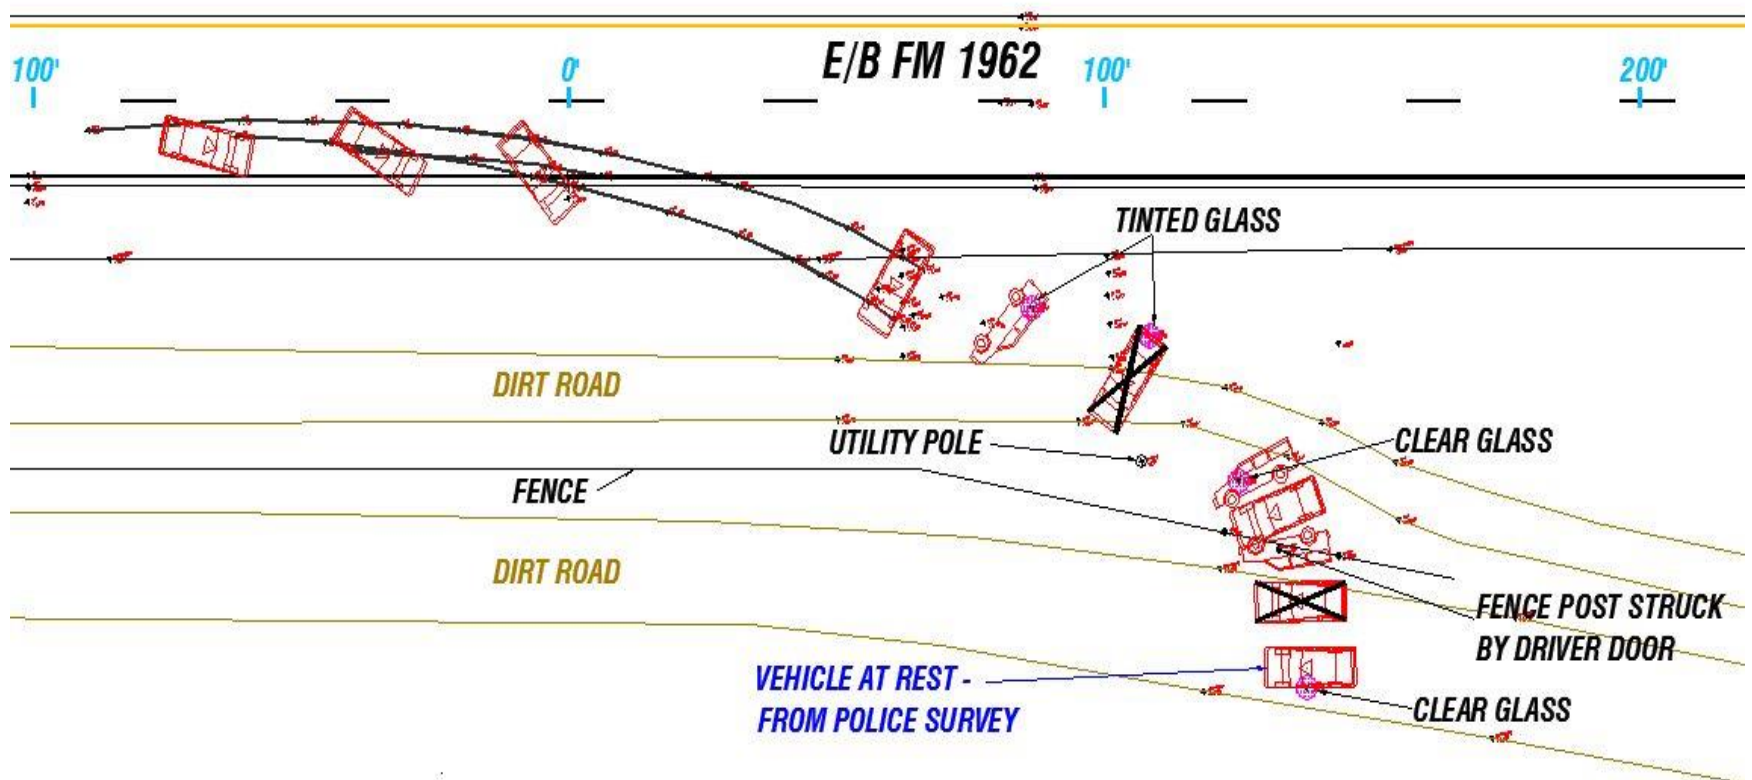 E/B FM 1962
100'
0'
100'
200'
TINTED GLASS
DIRT ROAD
UTILITY POLE
CLEAR GLASS
FENCE
DIRT ROAD
FENCE POST STRUCK
BY DRIVER DOOR
VEHICLE AT REST -
FROM POLICE SURVEY
CLEAR GLASS